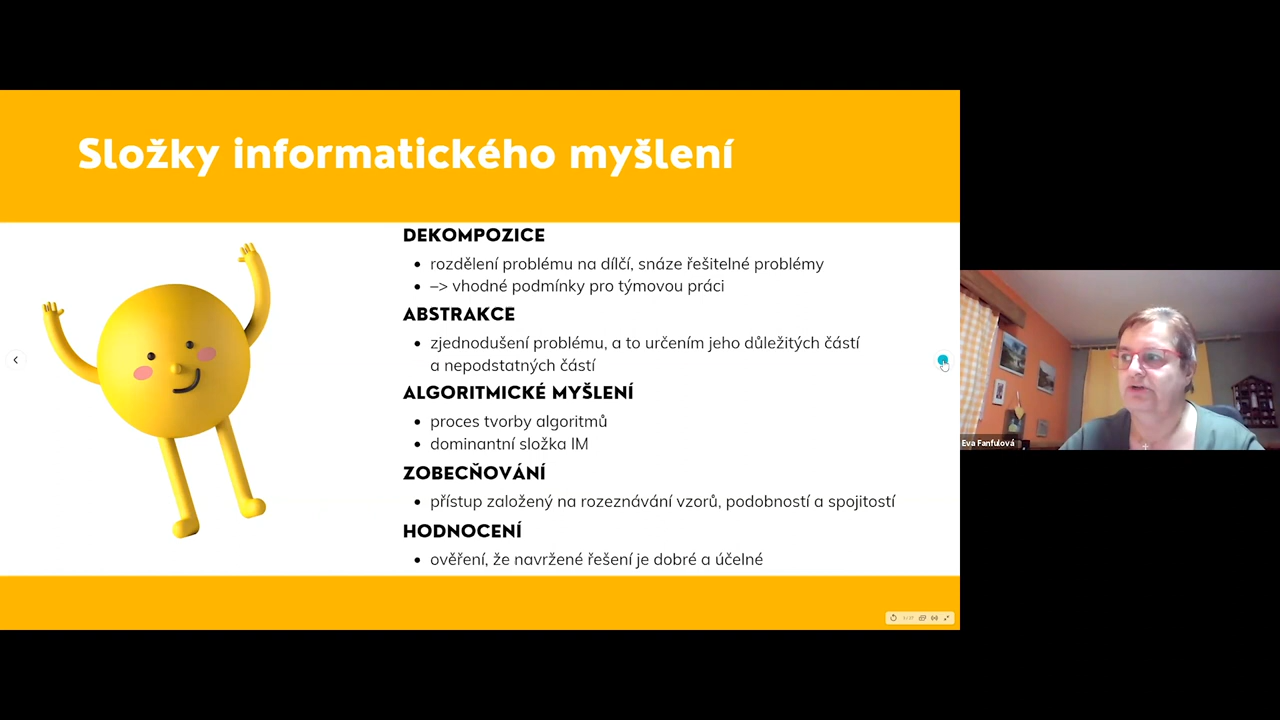 Složky informatického myšlení
DEKOMPOZICE
• rozdělení problému na dílčí, snáze řešitelné problémy
• –> vhodné podmínky pro týmovou práci
ABSTRAKCE
• zjednodušení problému, a to určením jeho důležitých částí
a nepodstatných částí
ALGORITMICKÉ MYŠLENÍ
• proces tvorby algoritmů
• dominantní složka IM
ZOBECŇOVÁNÍ
• přístup založený na rozeznávání vzorů, podobností a spojitostí
HODNOCENÍ
• ověření, že navržené řešení je dobré a účelné
Eva Fanfulová